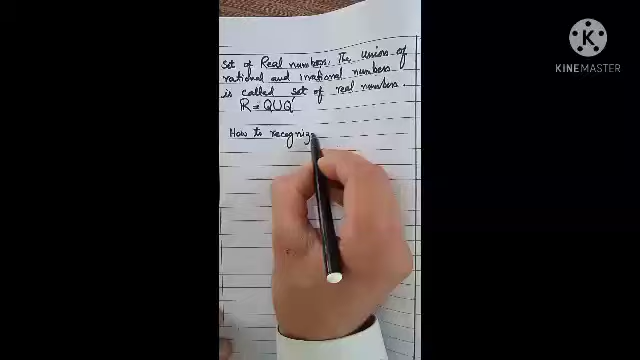 Set of Real numbers. The union of
rational and irrational numbers
is called set of real numbers.
R = QUQ'
How to recogniz
KINEMASTER